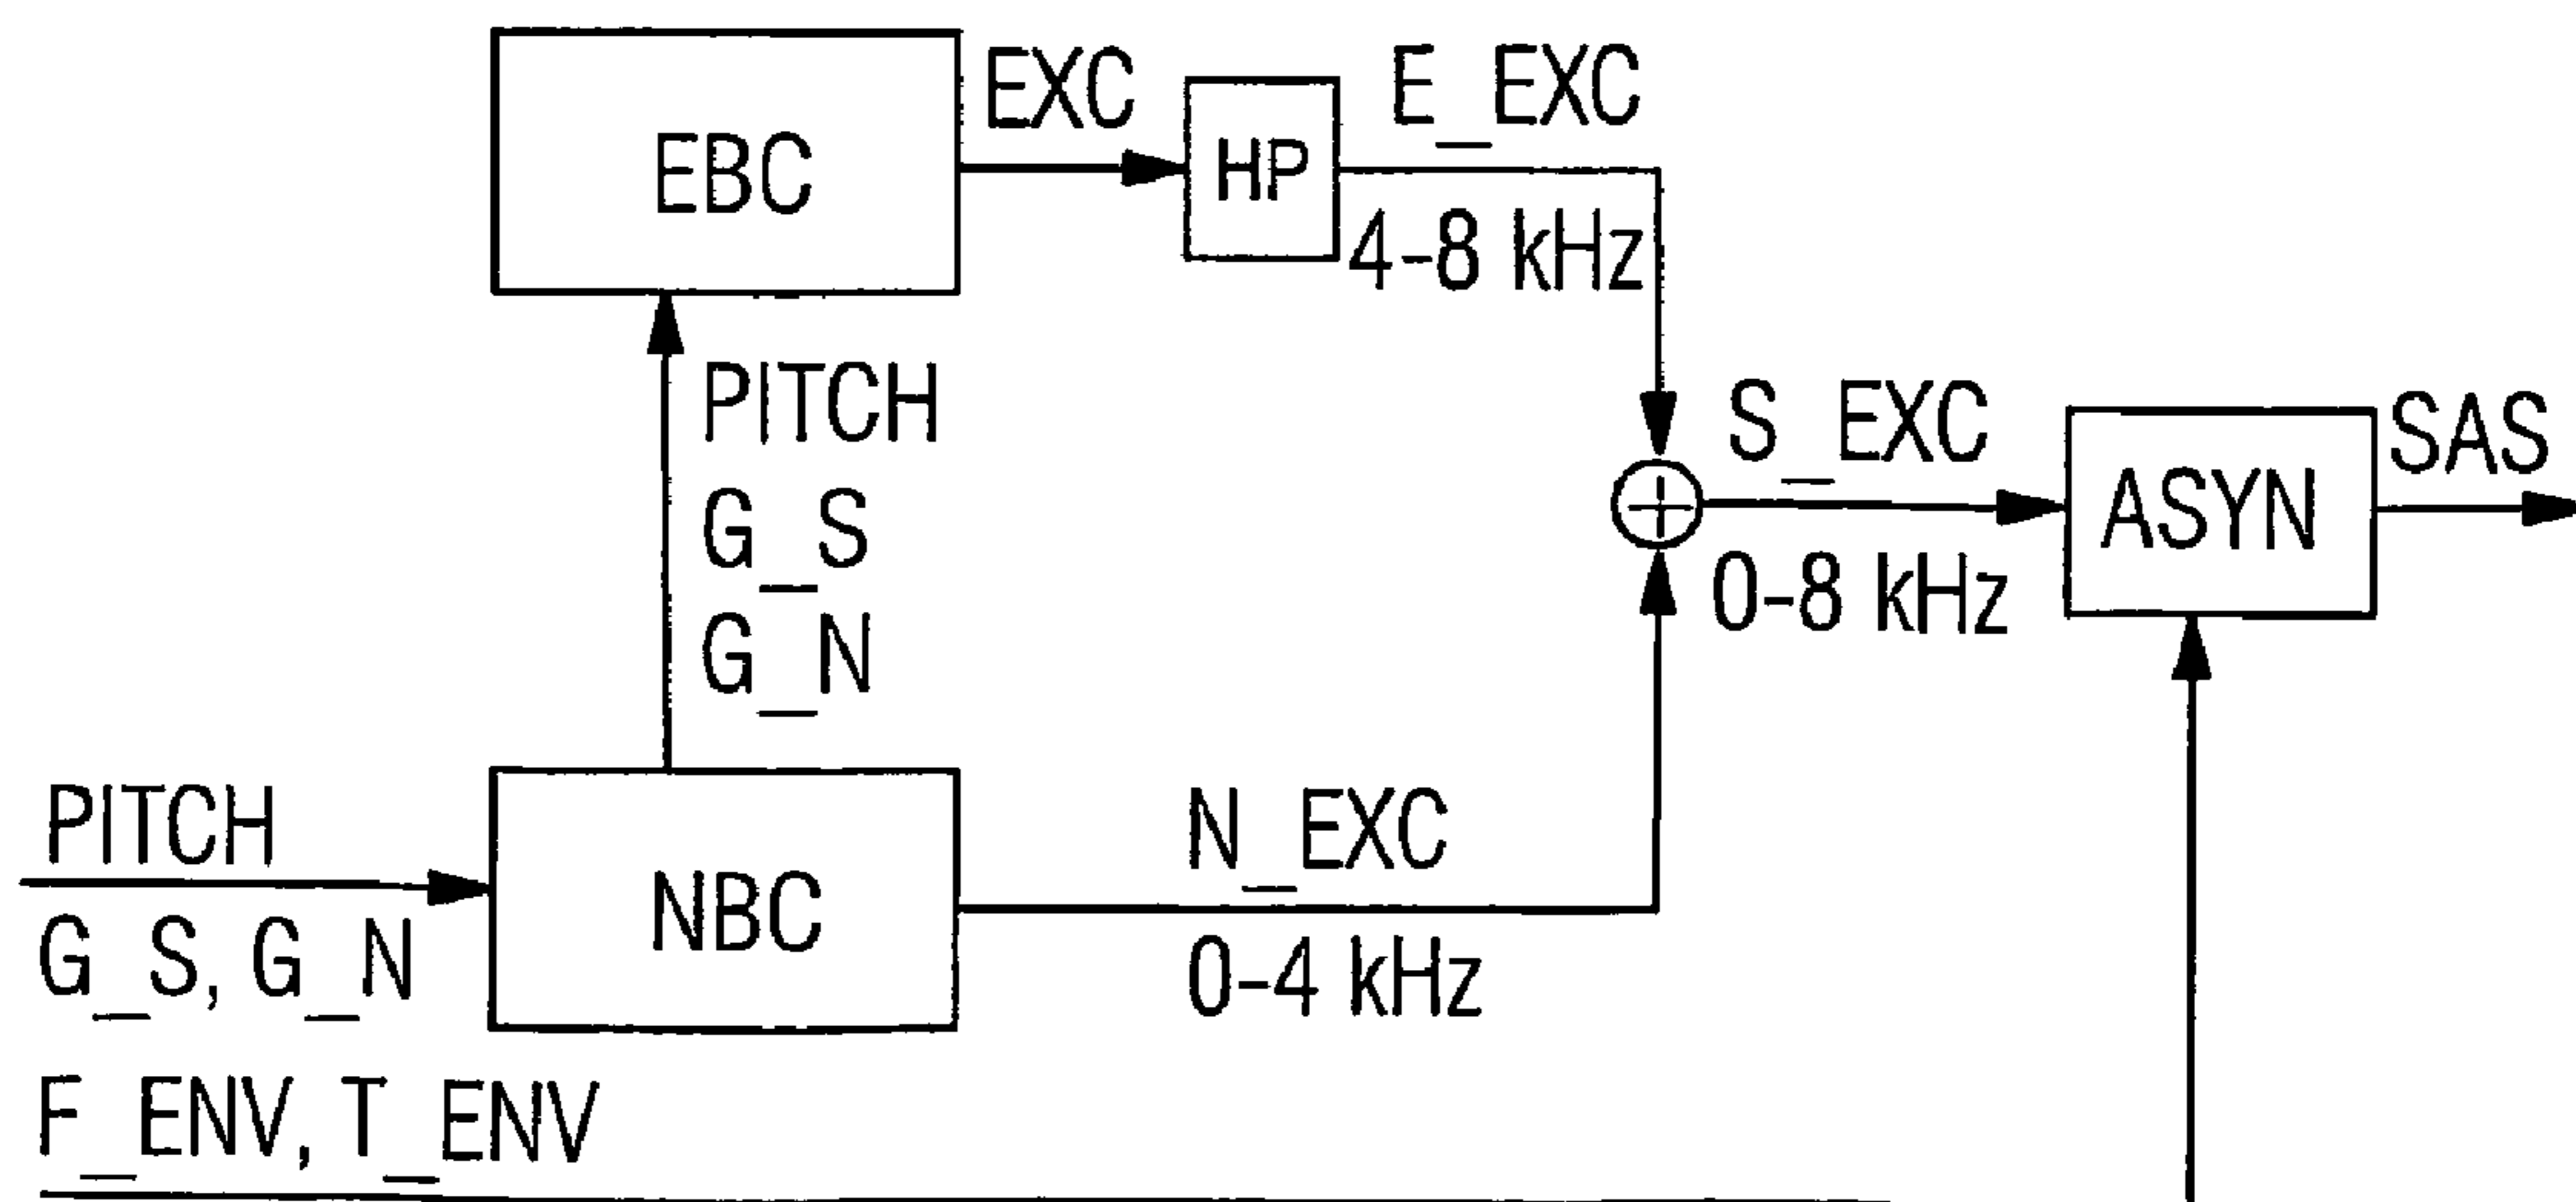 EBC
EXC
HP
E_EXC
4-8 kHz
PITCH
G_S
G_N
S_EXC
0-8 kHz
ASYN
SAS
PITCH
G_S, G_N
NBC
N_EXC
0-4 kHz
F_ENV, T_ENV